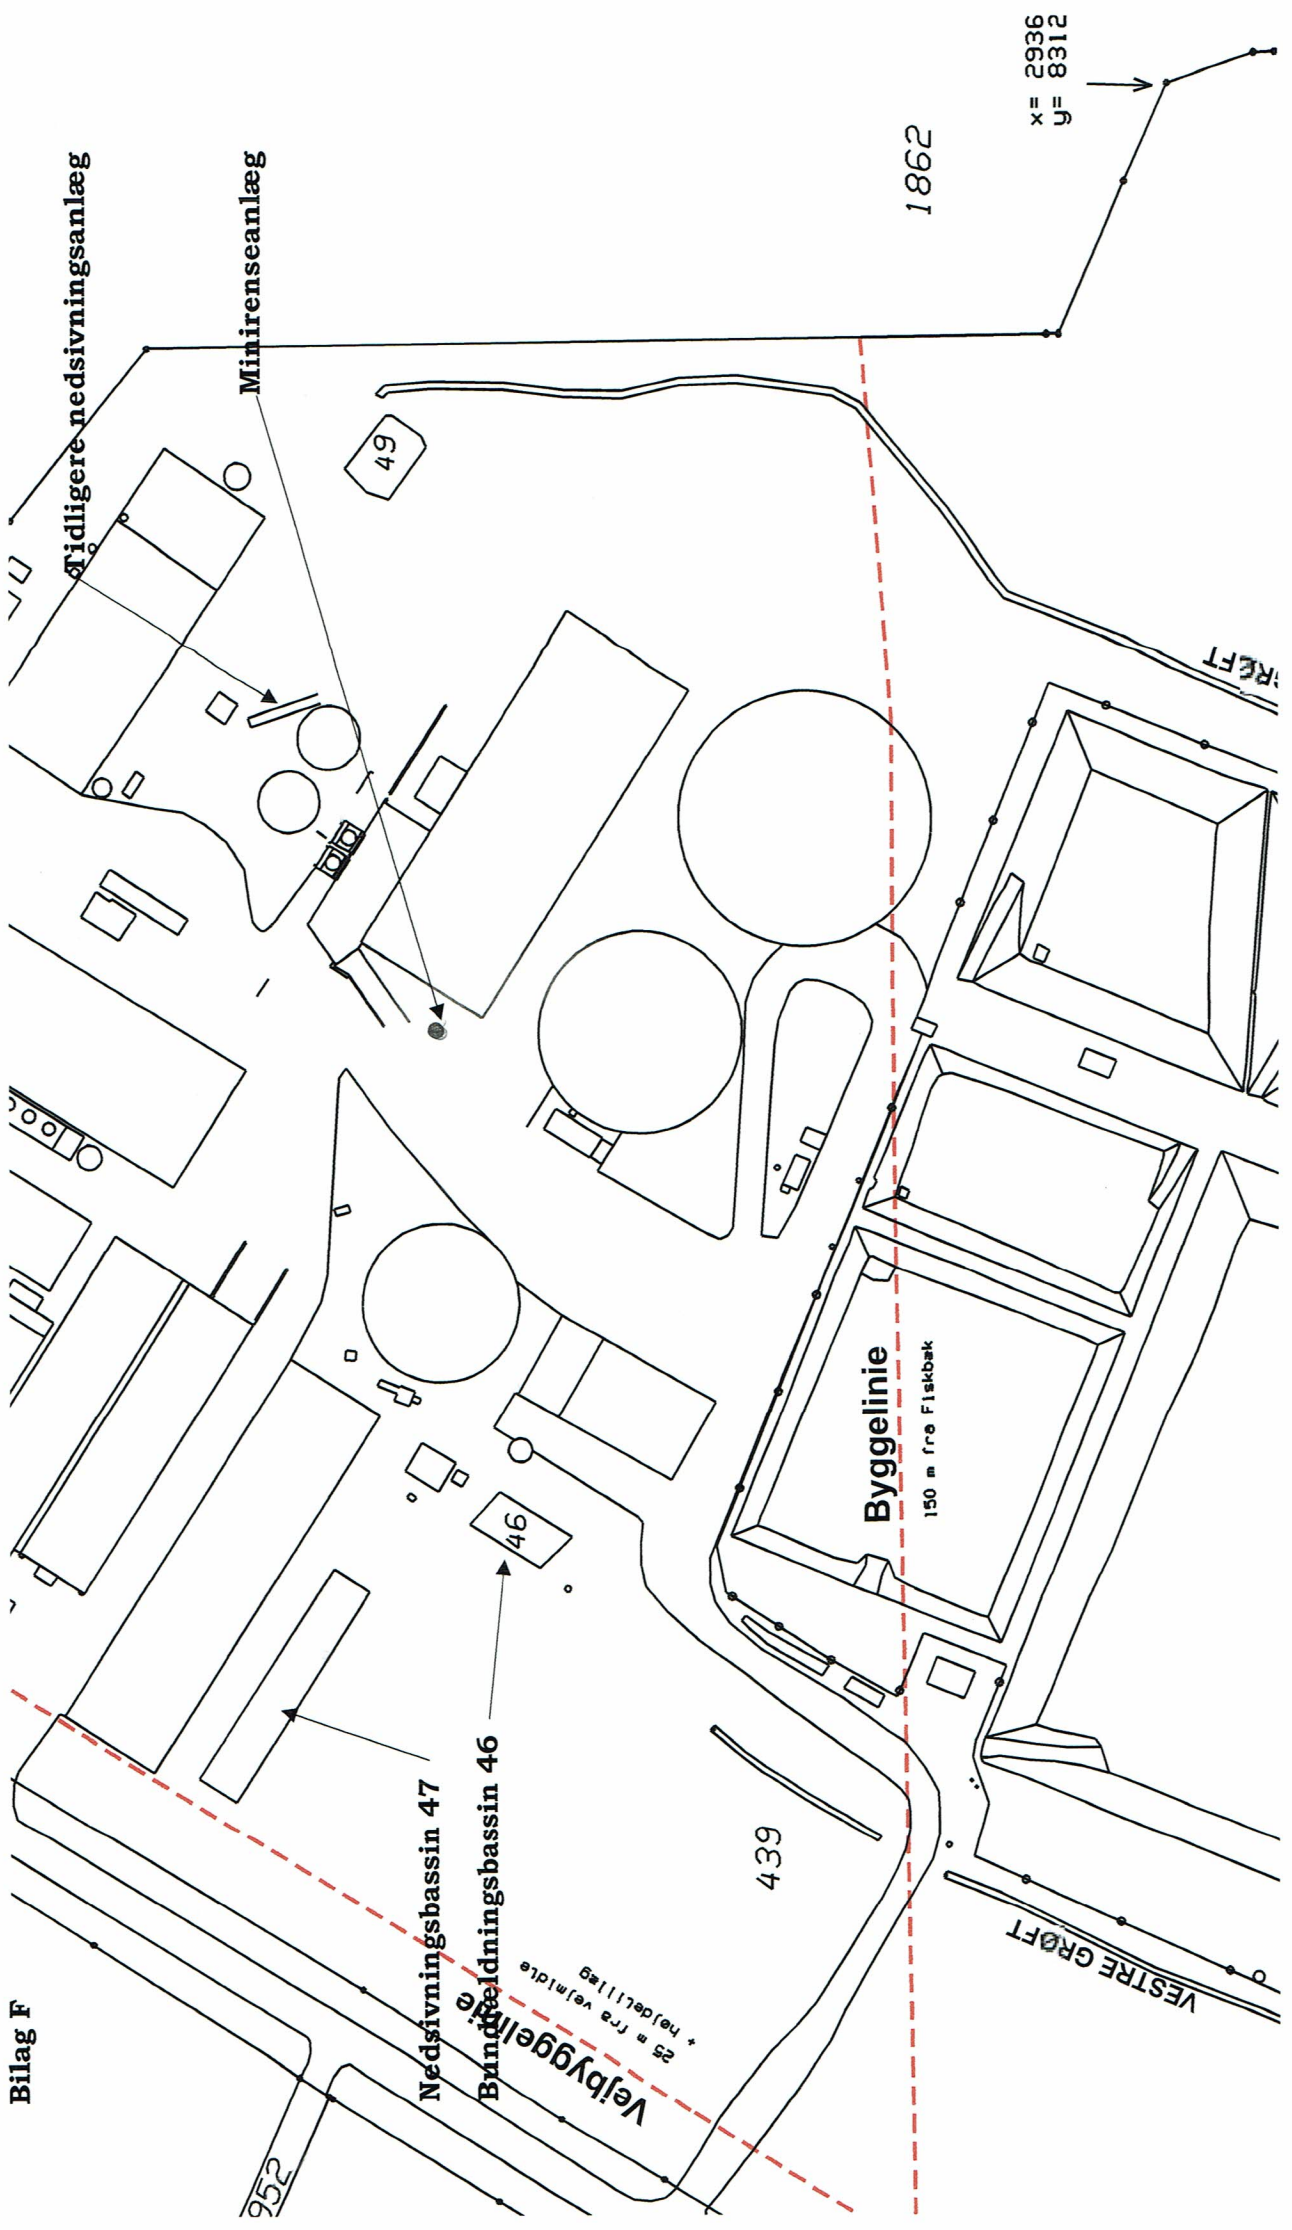 Bilag F
Tidligere nedsivningsanlæg
Minirenseanlæg
Nedsivningsbassin 47
Bundfældningsbassin 46
49
46
1862
x= 2936
y= 8312
439
952
Byggelinie
150 m fra Fiskbæk
Vejbyggelinie
25 m fra vejmidte
+ højdetillæg
VESTRE GRØFT
GRØFT